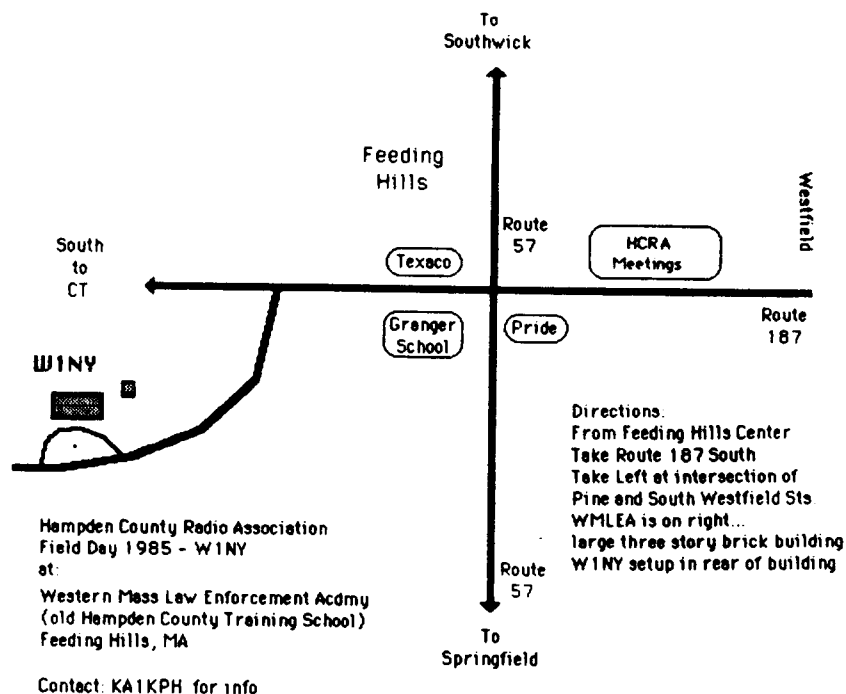 To
Southwick
Feeding
Hills
Westfield
Route
57
HCRA
Meetings
South
to
CT
Texaco
Granger
School
Pride
Route
187
W1NY
Directions:
From Feeding Hills Center
Take Route 187 South
Take Left at intersection of
Pine and South Westfield Sts.
WMLEA is on right...
large three story brick building
W1NY setup in rear of building
Hampden County Radio Association
Field Day 1985 - W1NY
at:
Western Mass Law Enforcement Acdmy
(old Hampden County Training School)
Feeding Hills, MA
Contact: KA1KPH for info
Route
57
To
Springfield